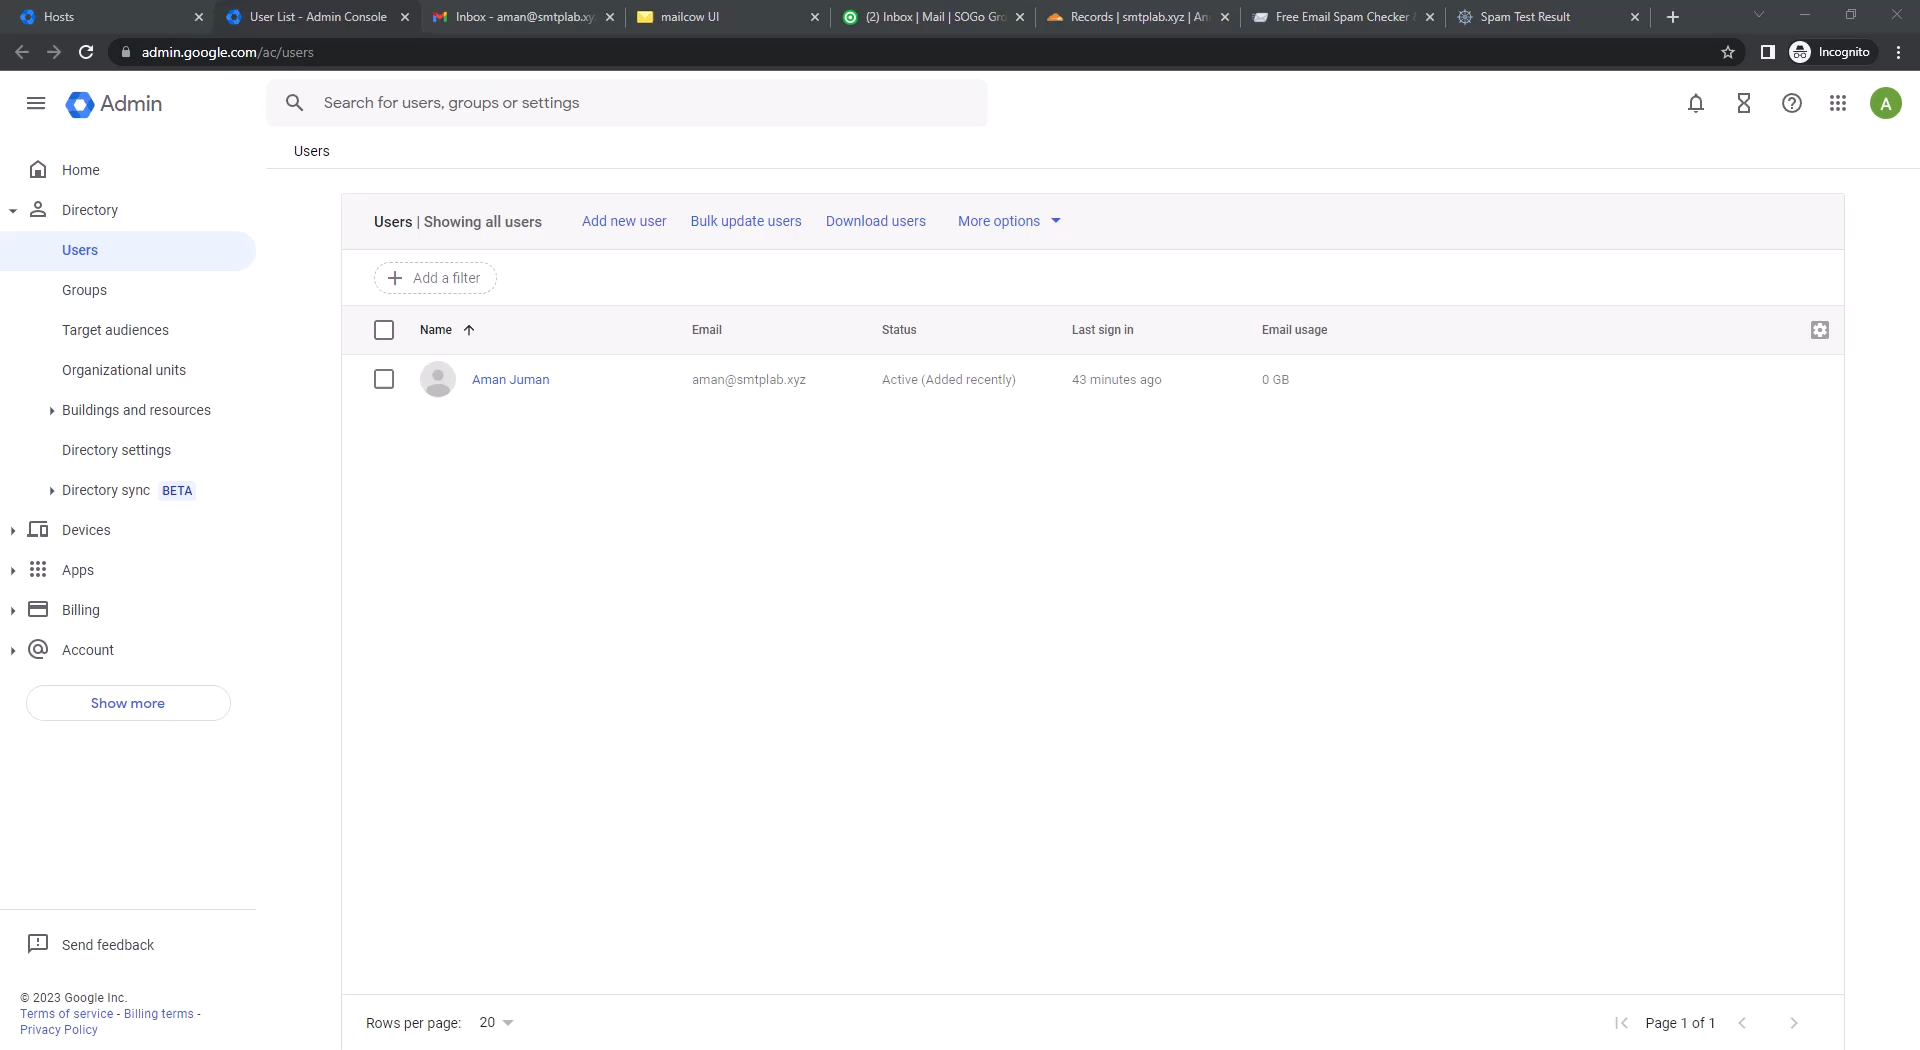 Hosts
User List - Admin Console
Inbox - aman@smtplab.xy
mailcow UI
(2) Inbox | Mail | SOGo Gro
Records | smtplab.xyz | An
Free Email Spam Checker
Spam Test Result
admin.google.com/ac/users
Incognito
Admin
Search for users, groups or settings
A
Users
Home
Directory
Users
Groups
Target audiences
Organizational units
Buildings and resources
Directory settings
Directory sync BETA
Devices
Apps
Billing
Account
Show more
Users | Showing all users
Add new user
Bulk update users
Download users
More options
Add a filter
Name Email Status Last sign in Email usage
Aman Juman aman@smtplab.xyz Active (Added recently) 43 minutes ago 0 GB
Send feedback
© 2023 Google Inc.
Terms of service - Billing terms -
Privacy Policy
Rows per page: 20
Page 1 of 1